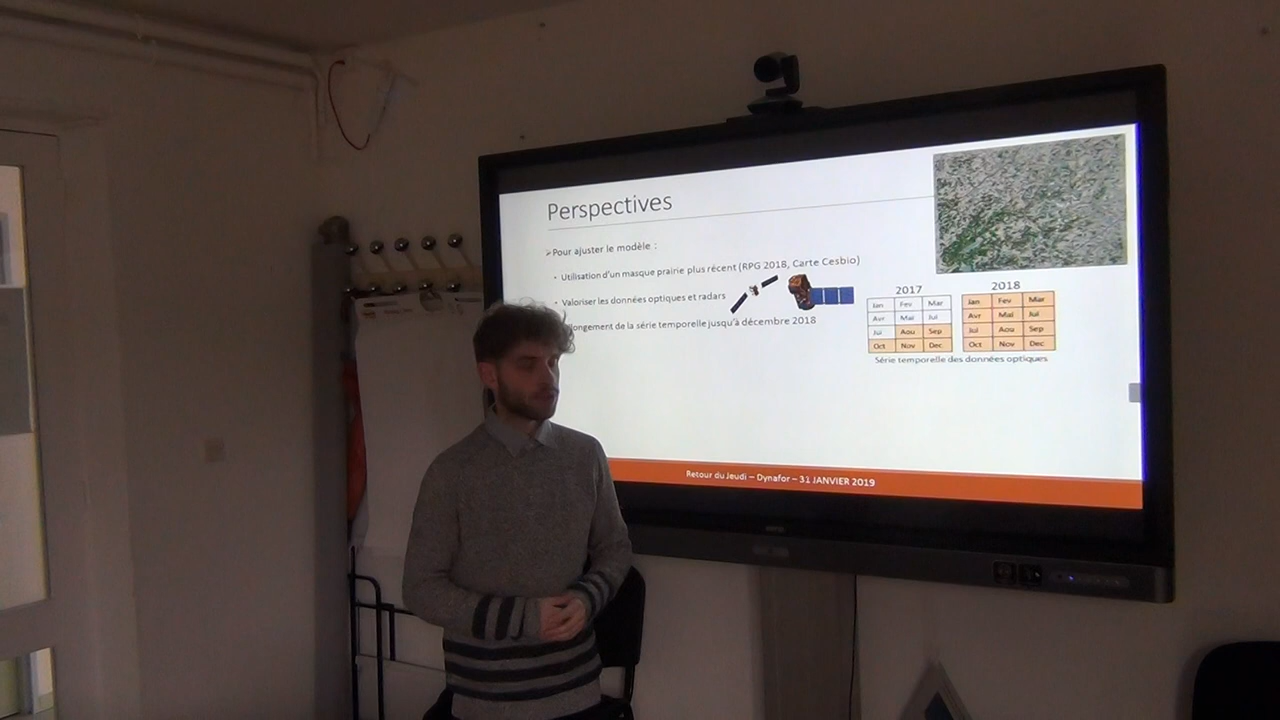 Perspectives
➢Pour ajuster le modèle :
• Utilisation d'un masque prairie plus récent (RPG 2018, Carte Cesbio)
• Valoriser les données optiques et radars
longement de la série temporelle jusqu'à décembre 2018
2017
Jan Fev Mar
Avr Mai Jui
Jui Aou Sep
Oct Nov Dec
2018
Jan Fev Mar
Avr Mai Jui
Jui Aou Sep
Oct Nov Dec
Série temporelle des données optiques
Retour du Jeudi – Dynafor – 31 JANVIER 2019